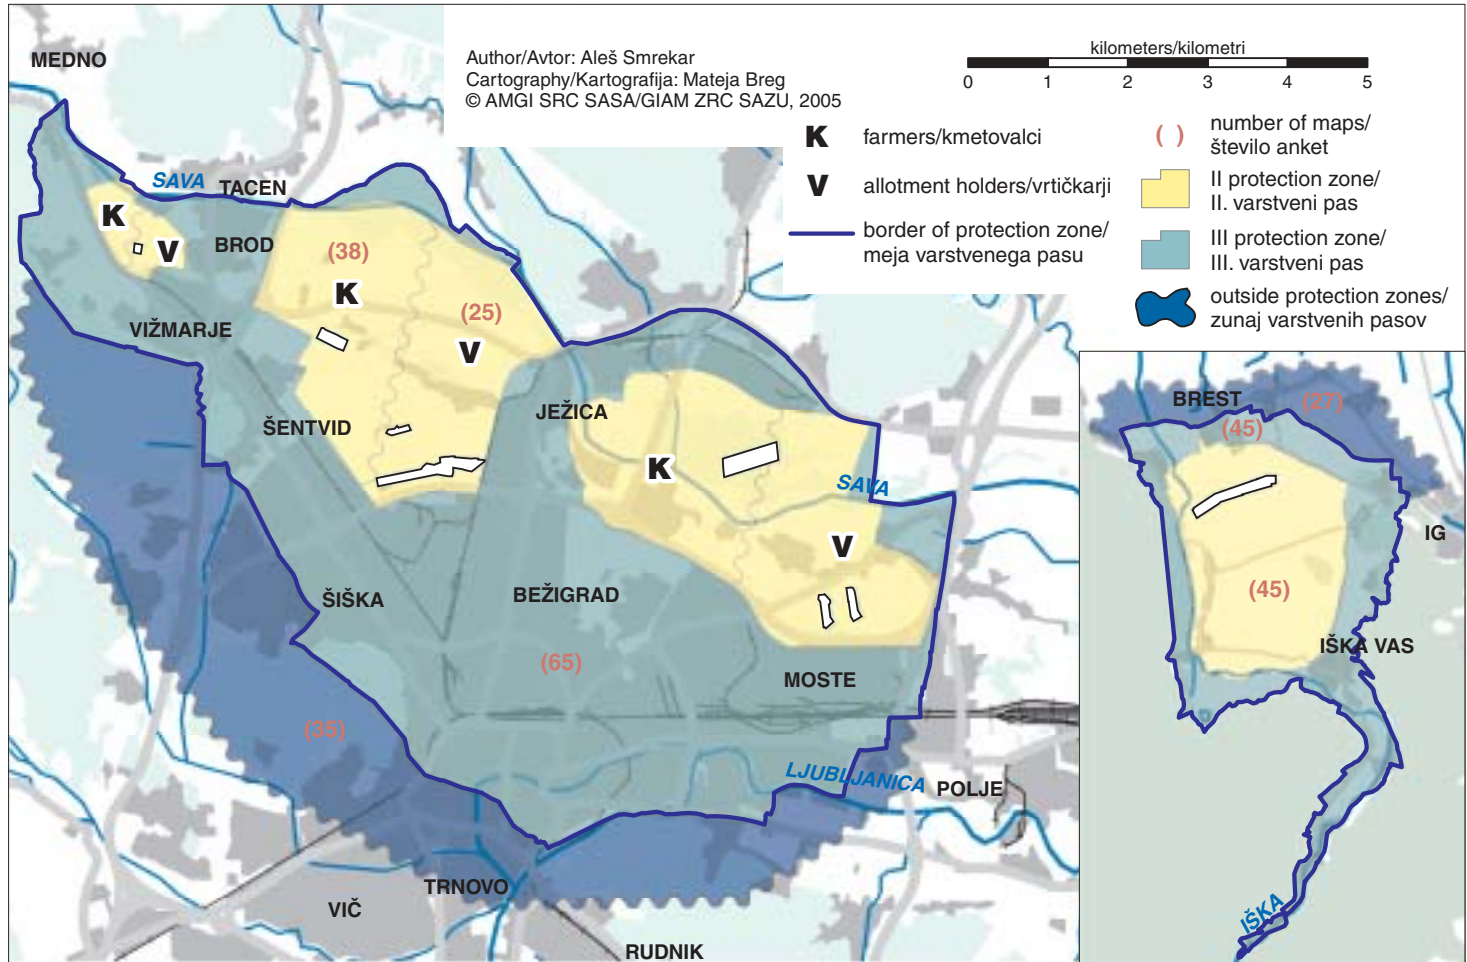 Author/Avtor: Aleš Smrekar
Cartography/Kartografija: Mateja Breg
© AMGI SRC SASA/GIAM ZRC SAZU, 2005
kilometers/kilometri
0 1 2 3 4 5
K farmers/kmetovalci
V allotment holders/vrtičkarji
border of protection zone/
meja varstvenega pasu
( ) number of maps/
število anket
II protection zone/
II. varstveni pas
III protection zone/
III. varstveni pas
outside protection zones/
zunaj varstvenih pasov
MEDNO
SAVA
TACEN
K
V
BROD
(38)
K
(25)
V
VIŽMARJE
ŠENTVID
JEŽICA
K
SAVA
V
ŠIŠKA
BEŽIGRAD
(65)
MOSTE
(35)
LJUBLJANICA
POLJE
TRNOVO
VIČ
RUDNIK
BREST
(27)
(45)
IG
(45)
IŠKA VAS
IŠKA